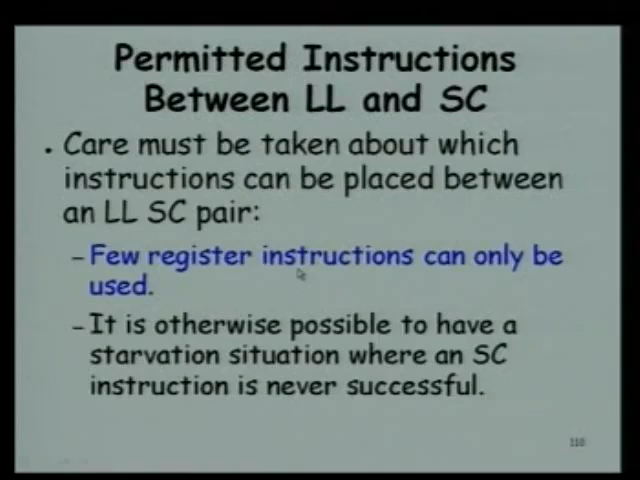 Permitted Instructions
Between LL and SC
• Care must be taken about which
instructions can be placed between
an LL SC pair:
– Few register instructions can only be
used.
– It is otherwise possible to have a
starvation situation where an SC
instruction is never successful.
110